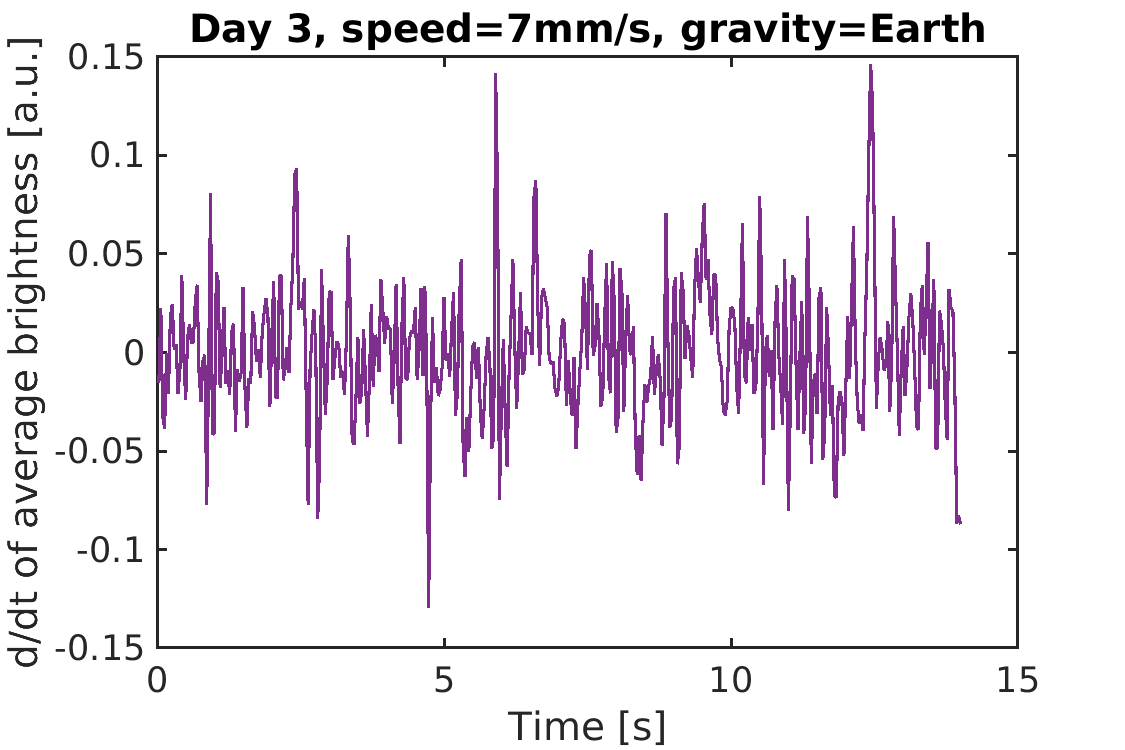 Day 3, speed=7mm/s, gravity=Earth
d/dt of average brightness [a.u.]
0.15
0.1
0.05
0
-0.05
-0.1
-0.15
0 5 10 15
Time [s]